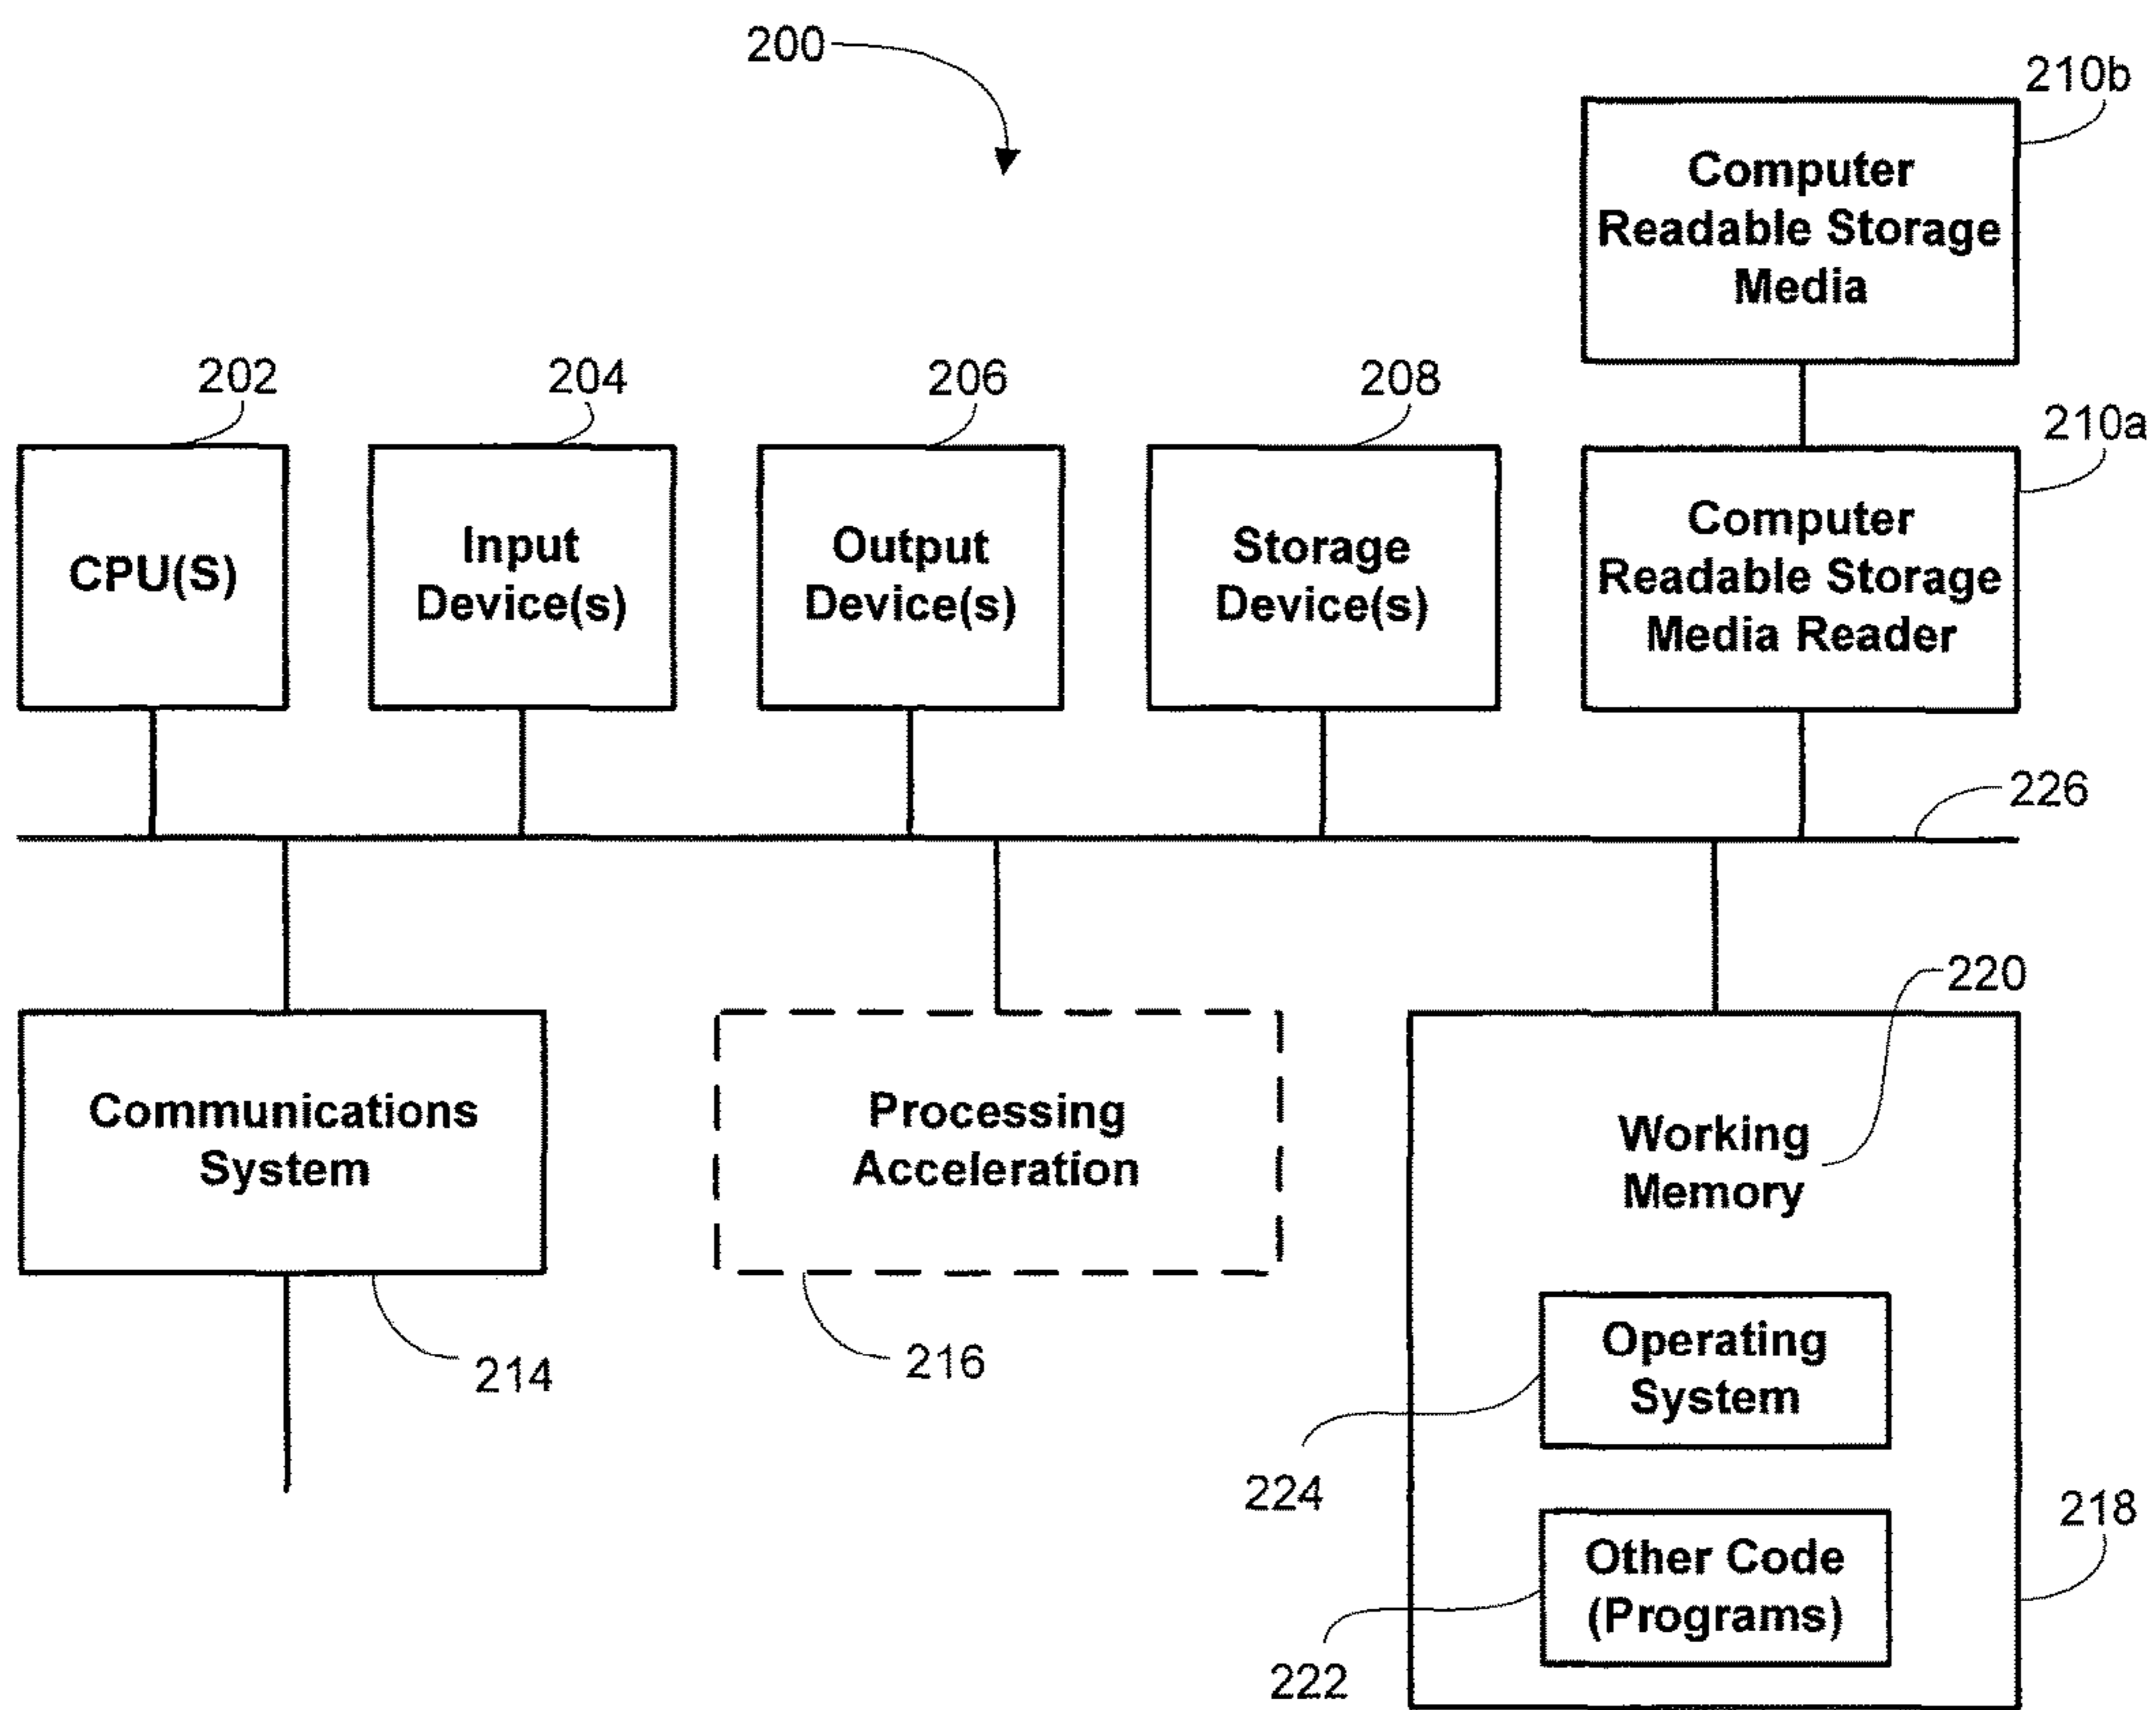 200
210b
Computer
Readable Storage
Media
202
204
206
208
210a
CPU(S)
Input
Device(s)
Output
Device(s)
Storage
Device(s)
Computer
Readable Storage
Media Reader
226
220
Communications
System
Processing
Acceleration
Working
Memory
214
216
Operating
System
224
218
Other Code
(Programs)
222